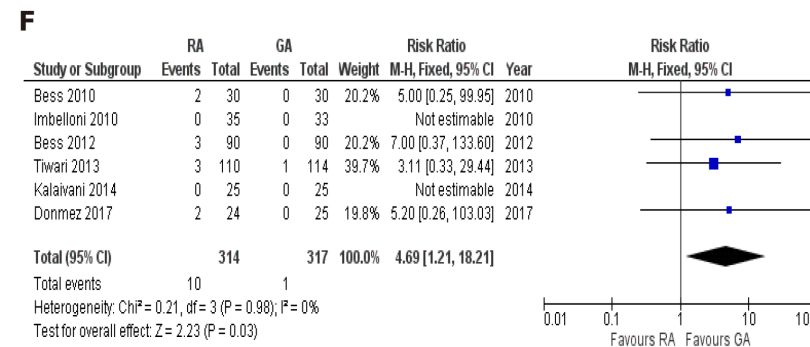 F
RA GA Risk Ratio Risk Ratio
Study or Subgroup Events Total Events Total Weight M-H, Fixed, 95% CI Year M-H, Fixed, 95% CI
Bess 2010 2 30 0 30 20.2% 5.00 [0.25, 99.95] 2010
Imbelloni 2010 0 35 0 33 Not estimable 2010
Bess 2012 3 90 0 90 20.2% 7.00 [0.37, 133.60] 2012
Tiwari 2013 3 110 1 114 39.7% 3.11 [0.33, 29.44] 2013
Kalaivani 2014 0 25 0 25 Not estimable 2014
Donmez 2017 2 24 0 25 19.8% 5.20 [0.26, 103.03] 2017
Total (95% CI) 314 317 100.0% 4.69 [1.21, 18.21]
Total events 10 1
Heterogeneity: Chi² = 0.21, df = 3 (P = 0.98); I² = 0%
Test for overall effect: Z = 2.23 (P = 0.03)
0.01 0.1 1 10
Favours RA Favours GA